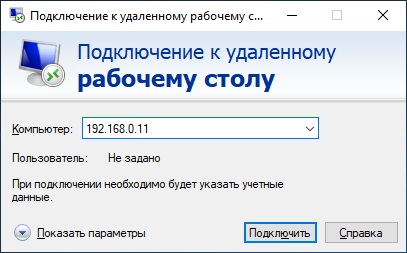 Подключение к удаленному рабочему с...
Подключение к удаленному
рабочему столу
Компьютер: 192.168.0.11
Пользователь: Не задано
При подключении необходимо будет указать учетные
данные.
Показать параметры Подключить Справка